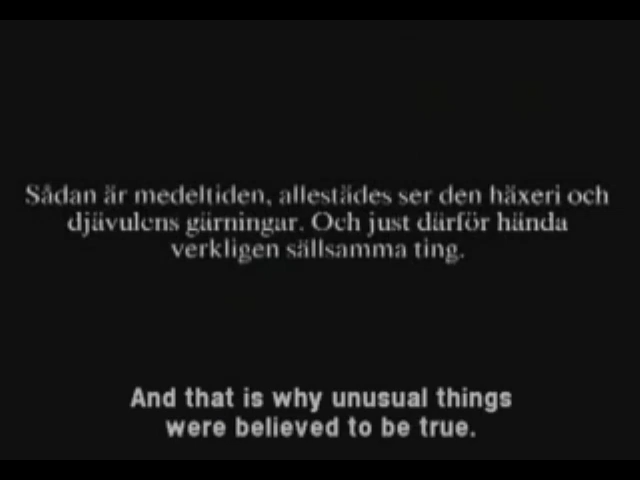 Sådan är medeltiden, allestädes ser den häxeri och
djävulens gärningar. Och just därför hända
verkligen sällsamma ting.
And that is why unusual things
were believed to be true.